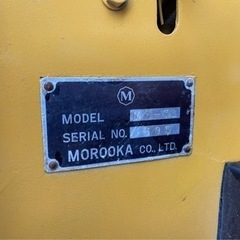 M
MODEL
SERIAL NO.
MOROOKA CO., LTD.